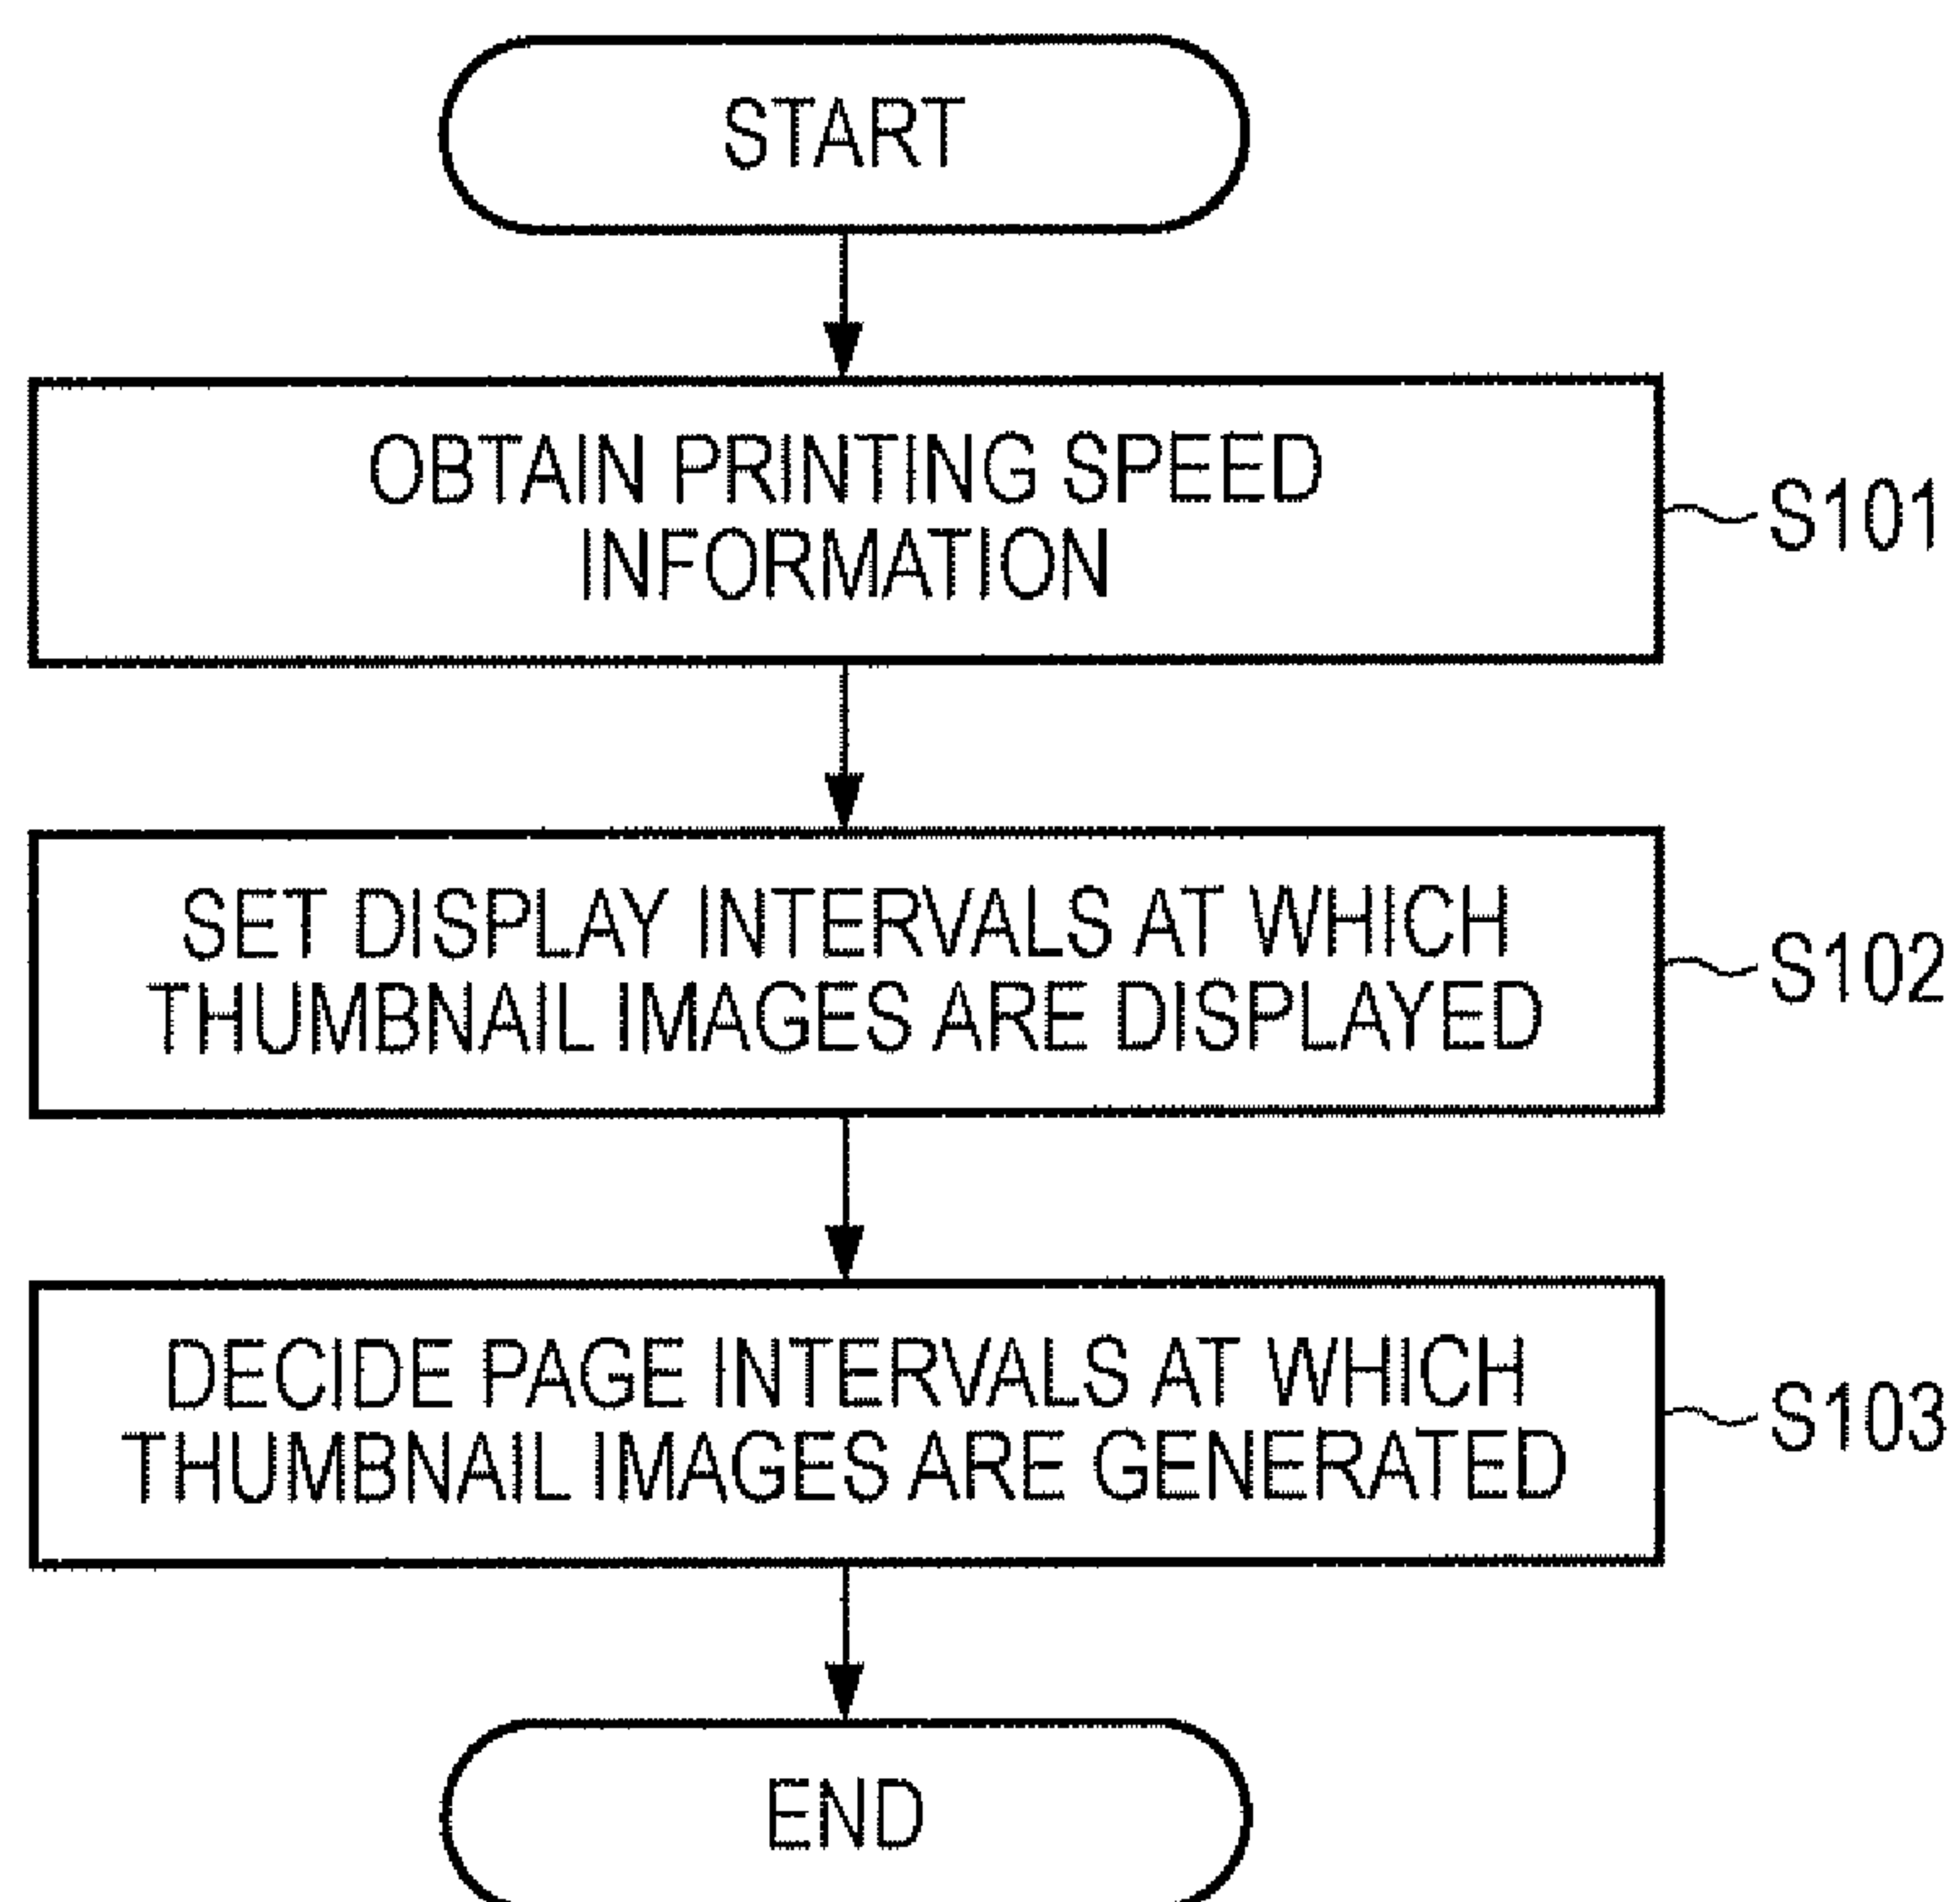 START
OBTAIN PRINTING SPEED
INFORMATION
S101
SET DISPLAY INTERVALS AT WHICH
THUMBNAIL IMAGES ARE DISPLAYED
S102
DECIDE PAGE INTERVALS AT WHICH
THUMBNAIL IMAGES ARE GENERATED
S103
END